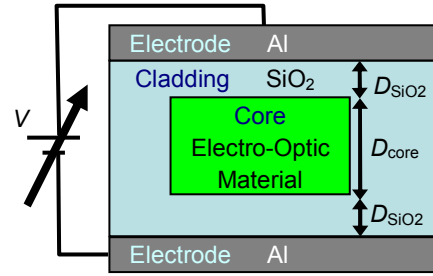 Electrode Al
Cladding SiO₂
D_SiO2
Core
V
Electro-Optic
D_core
Material
D_SiO2
Electrode Al